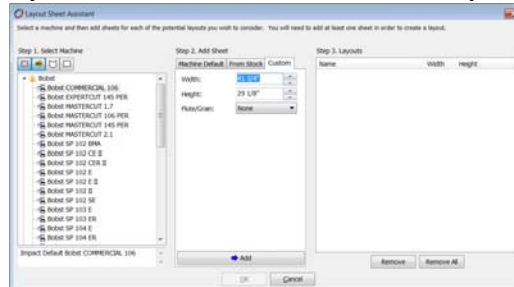 Layout Sheet Assistant
Select a machine and then add sheets for each of the potential layouts you wish to consider. You will need to add at least one sheet in order to create a layout.
Step 1. Select Machine
Step 2. Add Sheet
Step 3. Layouts
Machine Default From Stock Custom
Name Width Height
Bobst
Bobst COMMERCIAL 106
Bobst EXPERTCUT 145 PER
Bobst MASTERCUT 1.7
Bobst MASTERCUT 106 PER
Bobst MASTERCUT 145 PER
Bobst MASTERCUT 2.1
Bobst SP 102 BMA
Bobst SP 102 CE II
Bobst SP 102 CER II
Bobst SP 102 E
Bobst SP 102 E II
Bobst SP 102 II
Bobst SP 102 SE
Bobst SP 103 E
Bobst SP 103 ER
Bobst SP 104 E
Bobst SP 104 ER
Width: 41 3/4"
Height: 29 1/8"
Flute/Grain: None
Impact Default Bobst COMMERCIAL 106
Add
Remove Remove All
OK Cancel